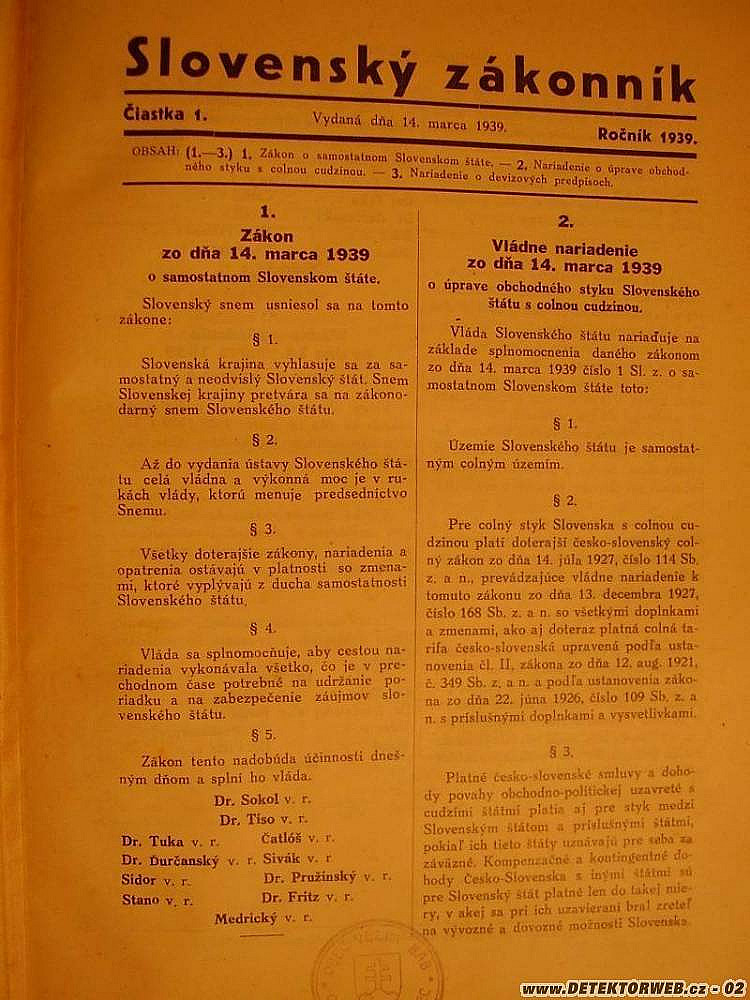 Slovenský zákonník
Čiastka 1.
Vydaná dňa 14. marca 1939.
Ročník 1939.
OBSAH: (1.—3.) 1. Zákon o samostatnom Slovenskom štáte. — 2. Nariadenie o úprave obchod-
ného styku s colnou cudzinou. — 3. Nariadenie o devízových predpisoch.
1.
Zákon
zo dňa 14. marca 1939
o samostatnom Slovenskom štáte.
Slovenský snem usniesol sa na tomto
zákone:
§ 1.
Slovenská krajina vyhlasuje sa za sa-
mostatný a neodvislý Slovenský štát. Snem
Slovenskej krajiny pretvára sa na zákono-
darný snem Slovenského štátu.
§ 2.
Až do vydania ústavy Slovenského štá-
tu celá vládna a výkonná moc je v ru-
kách vlády, ktorú menuje predsedníctvo
Snemu.
§ 3.
Všetky doterajšie zákony, nariadenia a
opatrenia ostávajú v platnosti so zmena-
mi, ktoré vyplývajú z ducha samostatnosti
Slovenského štátu.
§ 4.
Vláda sa splnomocňuje, aby cestou na-
riadenia vykonávala všetko, čo je v pre-
chodnom čase potrebné na udržanie po-
riadku a na zabezpečenie záujmov slo-
venského štátu.
§ 5.
Zákon tento nadobúda účinnosti dneš-
ným dňom a splní ho vláda.
Dr. Sokol v. r.
Dr. Tiso v. r.
Dr. Tuka v. r. Čatlóš v. r.
Dr. Ďurčanský v. r. Sivák v. r.
Sidor v. r. Dr. Pružinský v. r.
Stano v. r. Dr. Fritz v. r.
Medrický v. r.
2.
Vládne nariadenie
zo dňa 14. marca 1939
o úprave obchodného styku Slovenského
štátu s colnou cudzinou.
Vláda Slovenského štátu nariaďuje na
základe splnomocnenia daného zákonom
zo dňa 14. marca 1939 číslo 1 Sl. z. o sa-
mostatnom Slovenskom štáte toto:
§ 1.
Územie Slovenského štátu je samostat-
ným colným územím.
§ 2.
Pre colný styk Slovenska s colnou cu-
dzinou platí doterajší česko-slovenský col-
ný zákon zo dňa 14. júla 1927, číslo 114 Sb.
z. a n., prevádzajúce vládne nariadenie k
tomuto zákonu zo dňa 13. decembra 1927,
číslo 168 Sb. z. a n. so všetkými doplnkami
a zmenami, ako aj doteraz platná colná ta-
rifa česko-slovenská upravená podľa usta-
novenia čl. II, zákona zo dňa 12. aug. 1921,
č. 349 Sb. z. a n. a podľa ustanovenia záko-
na zo dňa 22. júna 1926, číslo 109 Sb. z. a
n. s príslušnými doplnkami a vysvetlivkami.
§ 3.
Platné česko-slovenské smluvy a doho-
dy povahy obchodno-politickej uzavreté s
cudzími štátmi platia aj pre styk medzi
Slovenským štátom a príslušnými štátmi,
pokiaľ ich tieto štáty uznávajú pre seba za
záväzné. Kompenzačné a kontingentné do-
hody Česko-Slovenska s inými štátmi sú
pre Slovenský štát platné len do takej mie-
ry, v akej sa pri ich uzavieraní bral zreteľ
na vývozné a dovozné možnosti Slovenska.
www.DETEKTORWEB.cz - 02